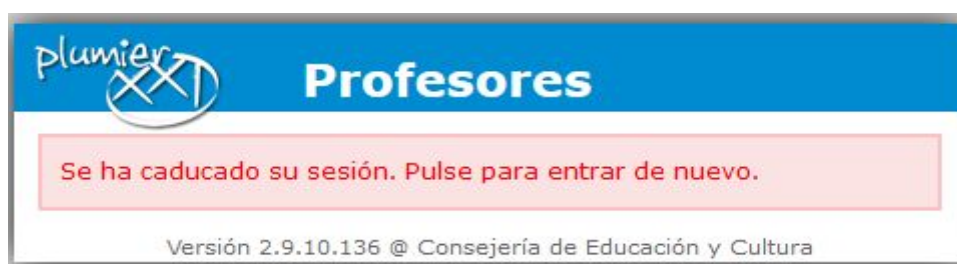 plumier XXI
Profesores
Se ha caducado su sesión. Pulse para entrar de nuevo.
Versión 2.9.10.136 @ Consejería de Educación y Cultura